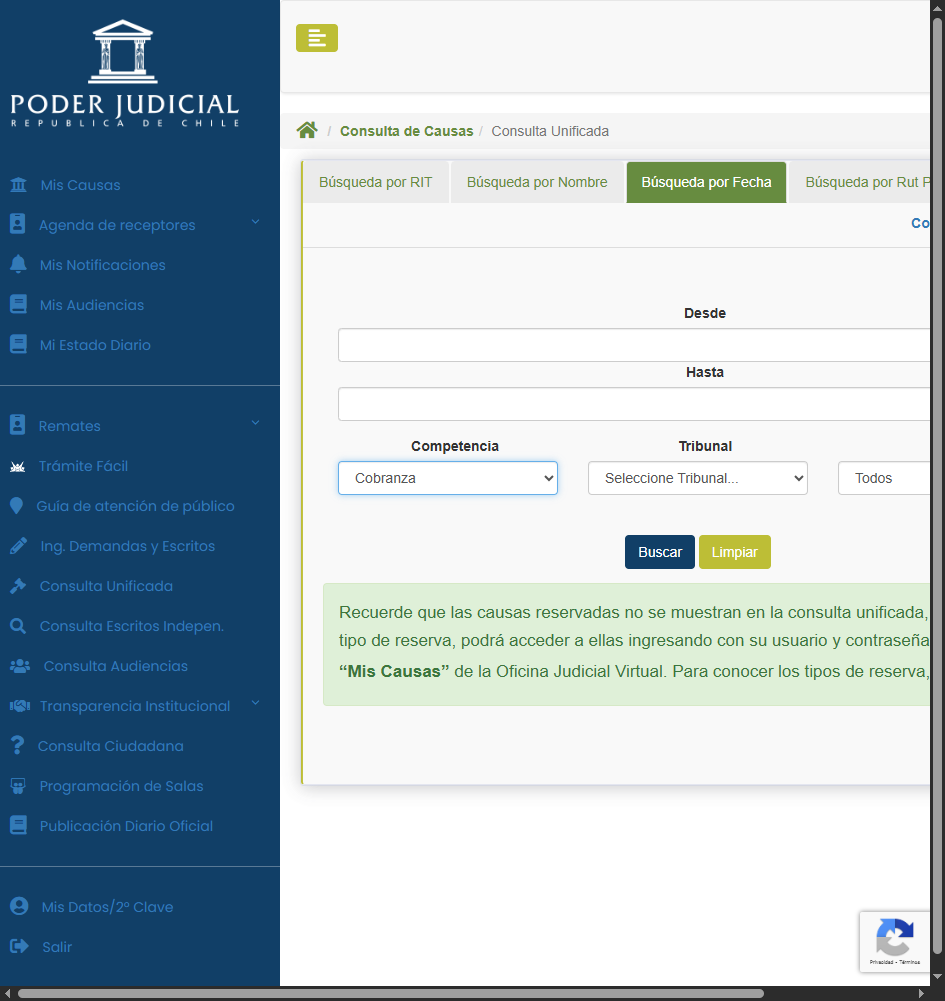 PODER JUDICIAL
REPUBLICA DE CHILE
Mis Causas
Agenda de receptores
Mis Notificaciones
Mis Audiencias
Mi Estado Diario
Remates
Trámite Fácil
Guía de atención de público
Ing. Demandas y Escritos
Consulta Unificada
Consulta Escritos Indepen.
Consulta Audiencias
Transparencia Institucional
Consulta Ciudadana
Programación de Salas
Publicación Diario Oficial
Mis Datos/2º Clave
Salir
/ Consulta de Causas / Consulta Unificada
Búsqueda por RIT Búsqueda por Nombre Búsqueda por Fecha Búsqueda por Rut P
Co
Desde
Hasta
Competencia Tribunal
Cobranza Seleccione Tribunal... Todos
Buscar Limpiar
Recuerde que las causas reservadas no se muestran en la consulta unificada,
tipo de reserva, podrá acceder a ellas ingresando con su usuario y contraseña
“Mis Causas” de la Oficina Judicial Virtual. Para conocer los tipos de reserva,
Privacidad - Términos